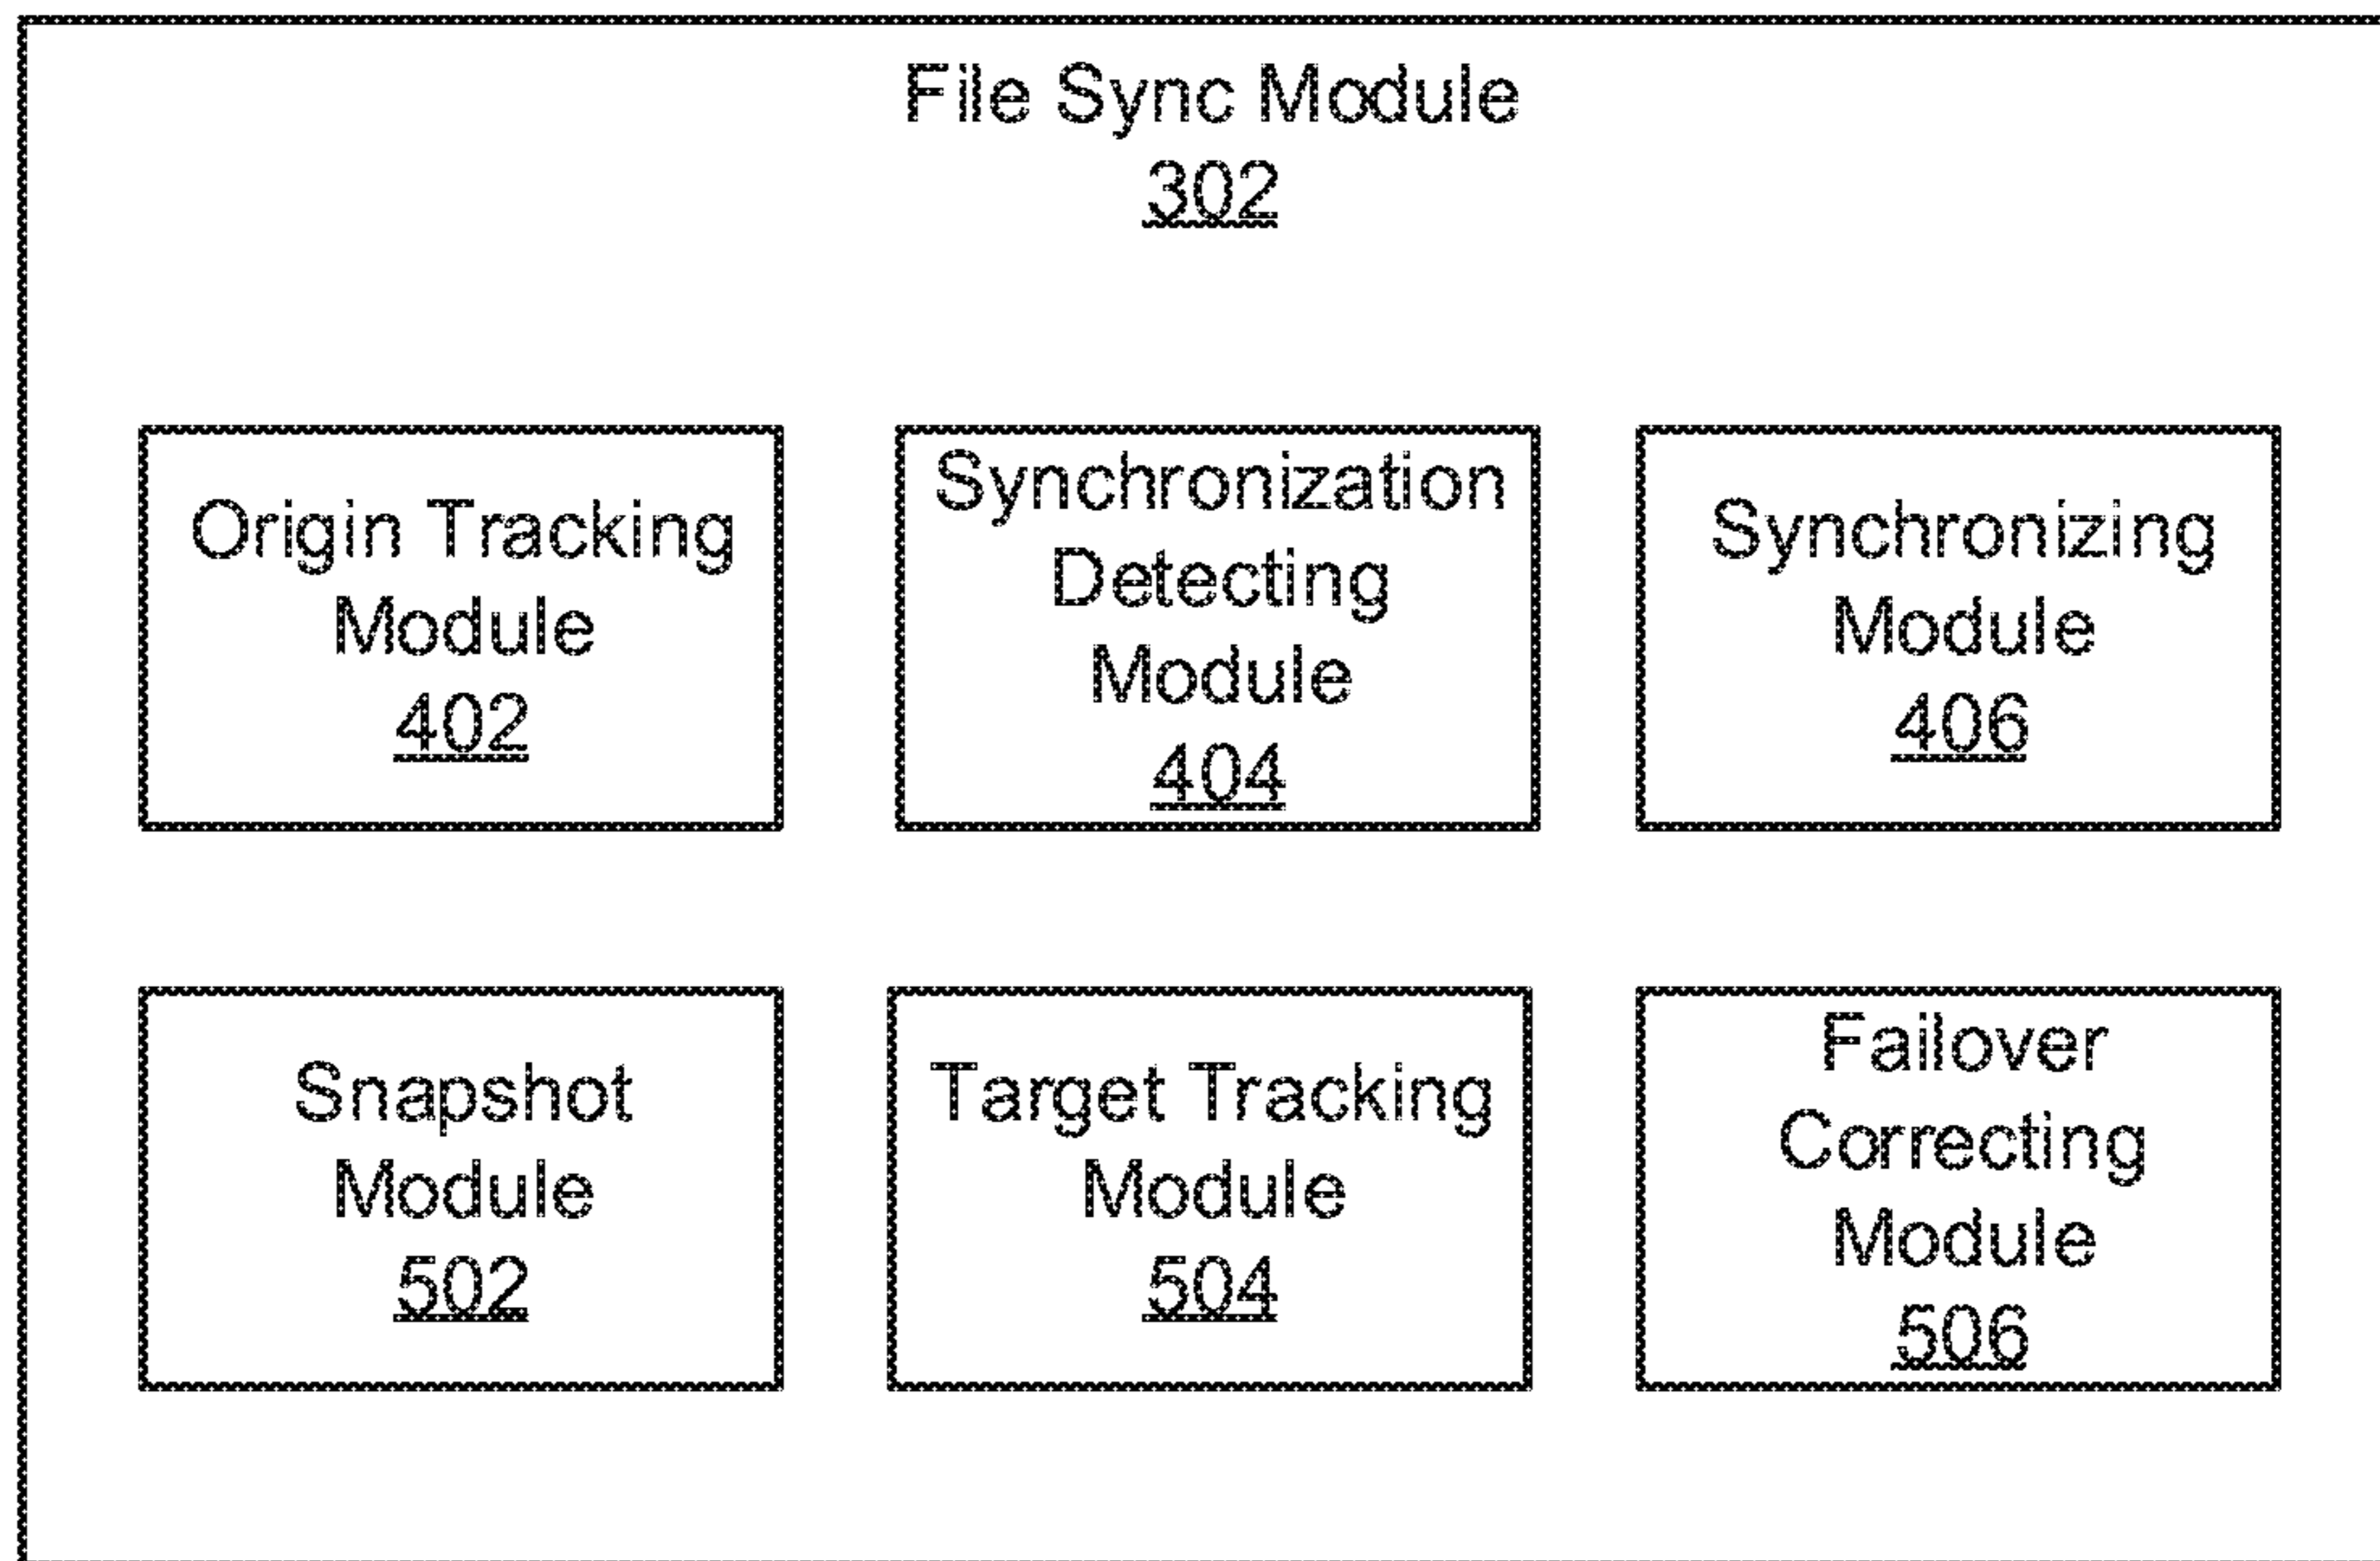 File Sync Module
302
Origin Tracking
Module
402
Synchronization
Detecting
Module
404
Synchronizing
Module
406
Snapshot
Module
502
Target Tracking
Module
504
Failover
Correcting
Module
506